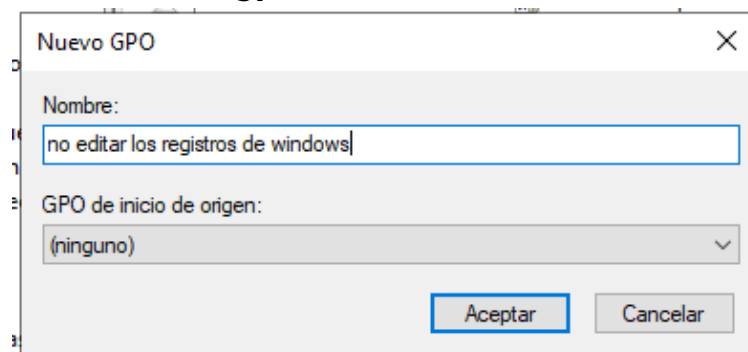 Nuevo GPO
Nombre:
no editar los registros de windows
GPO de inicio de origen:
(ninguno)
Aceptar
Cancelar